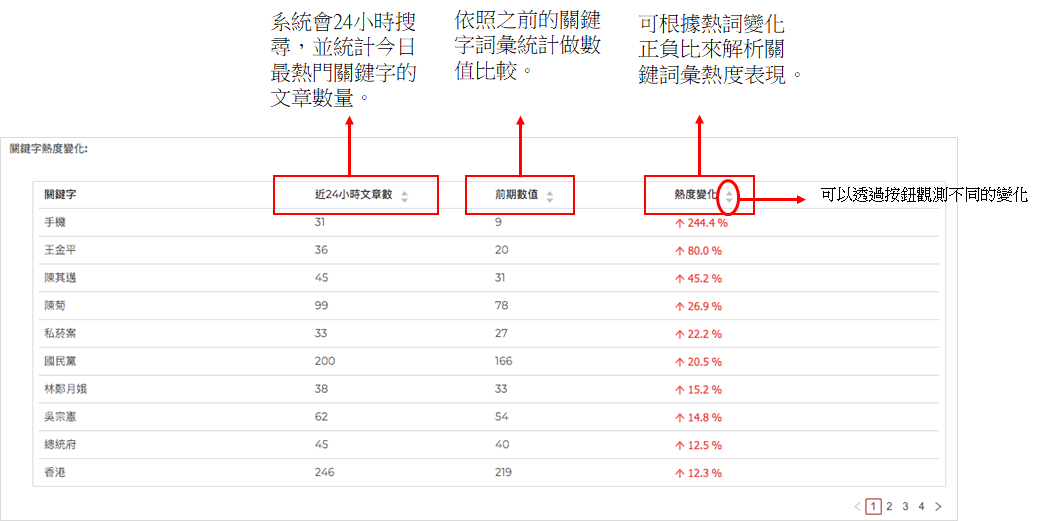 系統會24小時搜
尋，並統計今日
最熱門關鍵字的
文章數量。
依照之前的關鍵
字詞彙統計做數
值比較。
可根據熱詞變化
正負比來解析關
鍵詞彙熱度表現。
關鍵字熱度變化:
關鍵字 近24小時文章數 前期數值 熱度變化
可以透過按鈕觀測不同的變化
手機 31 9 ↑ 244.4 %
王金平 36 20 ↑ 80.0 %
陳其邁 45 31 ↑ 45.2 %
陳菊 99 78 ↑ 26.9 %
私菸案 33 27 ↑ 22.2 %
國民黨 200 166 ↑ 20.5 %
林鄭月娥 38 33 ↑ 15.2 %
吳宗憲 62 54 ↑ 14.8 %
總統府 45 40 ↑ 12.5 %
香港 246 219 ↑ 12.3 %
< 1 2 3 4 >